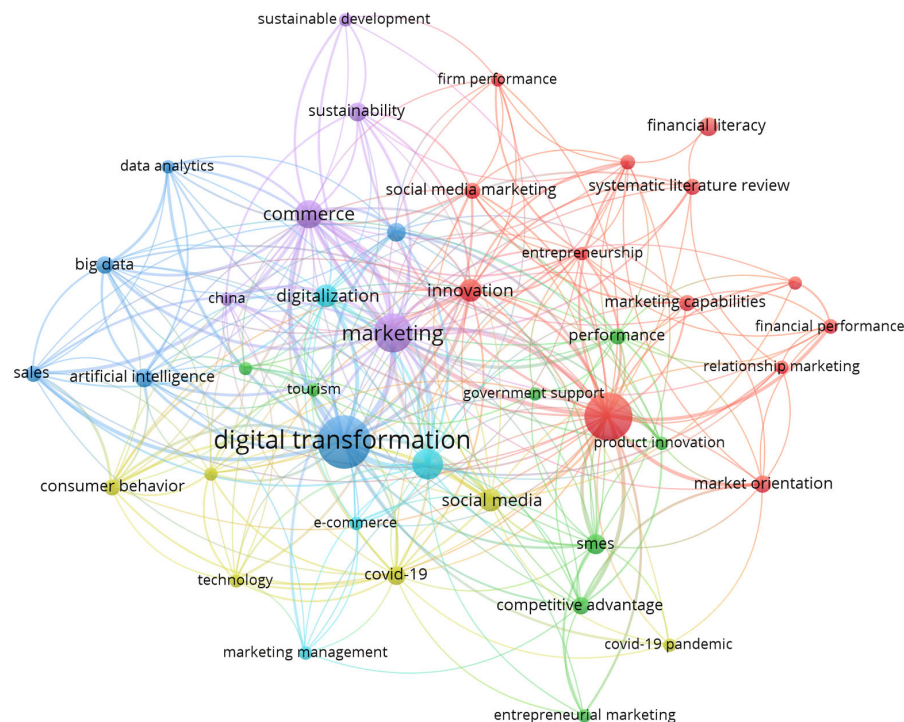 sustainable development
firm performance
sustainability
financial literacy
data analytics
social media marketing
systematic literature review
commerce
entrepreneurship
big data
digitalization
innovation
china
marketing capabilities
marketing
performance
financial performance
relationship marketing
sales
artificial intelligence
tourism
government support
digital transformation
product innovation
consumer behavior
social media
market orientation
e-commerce
smes
technology
covid-19
competitive advantage
marketing management
covid-19 pandemic
entrepreneurial marketing